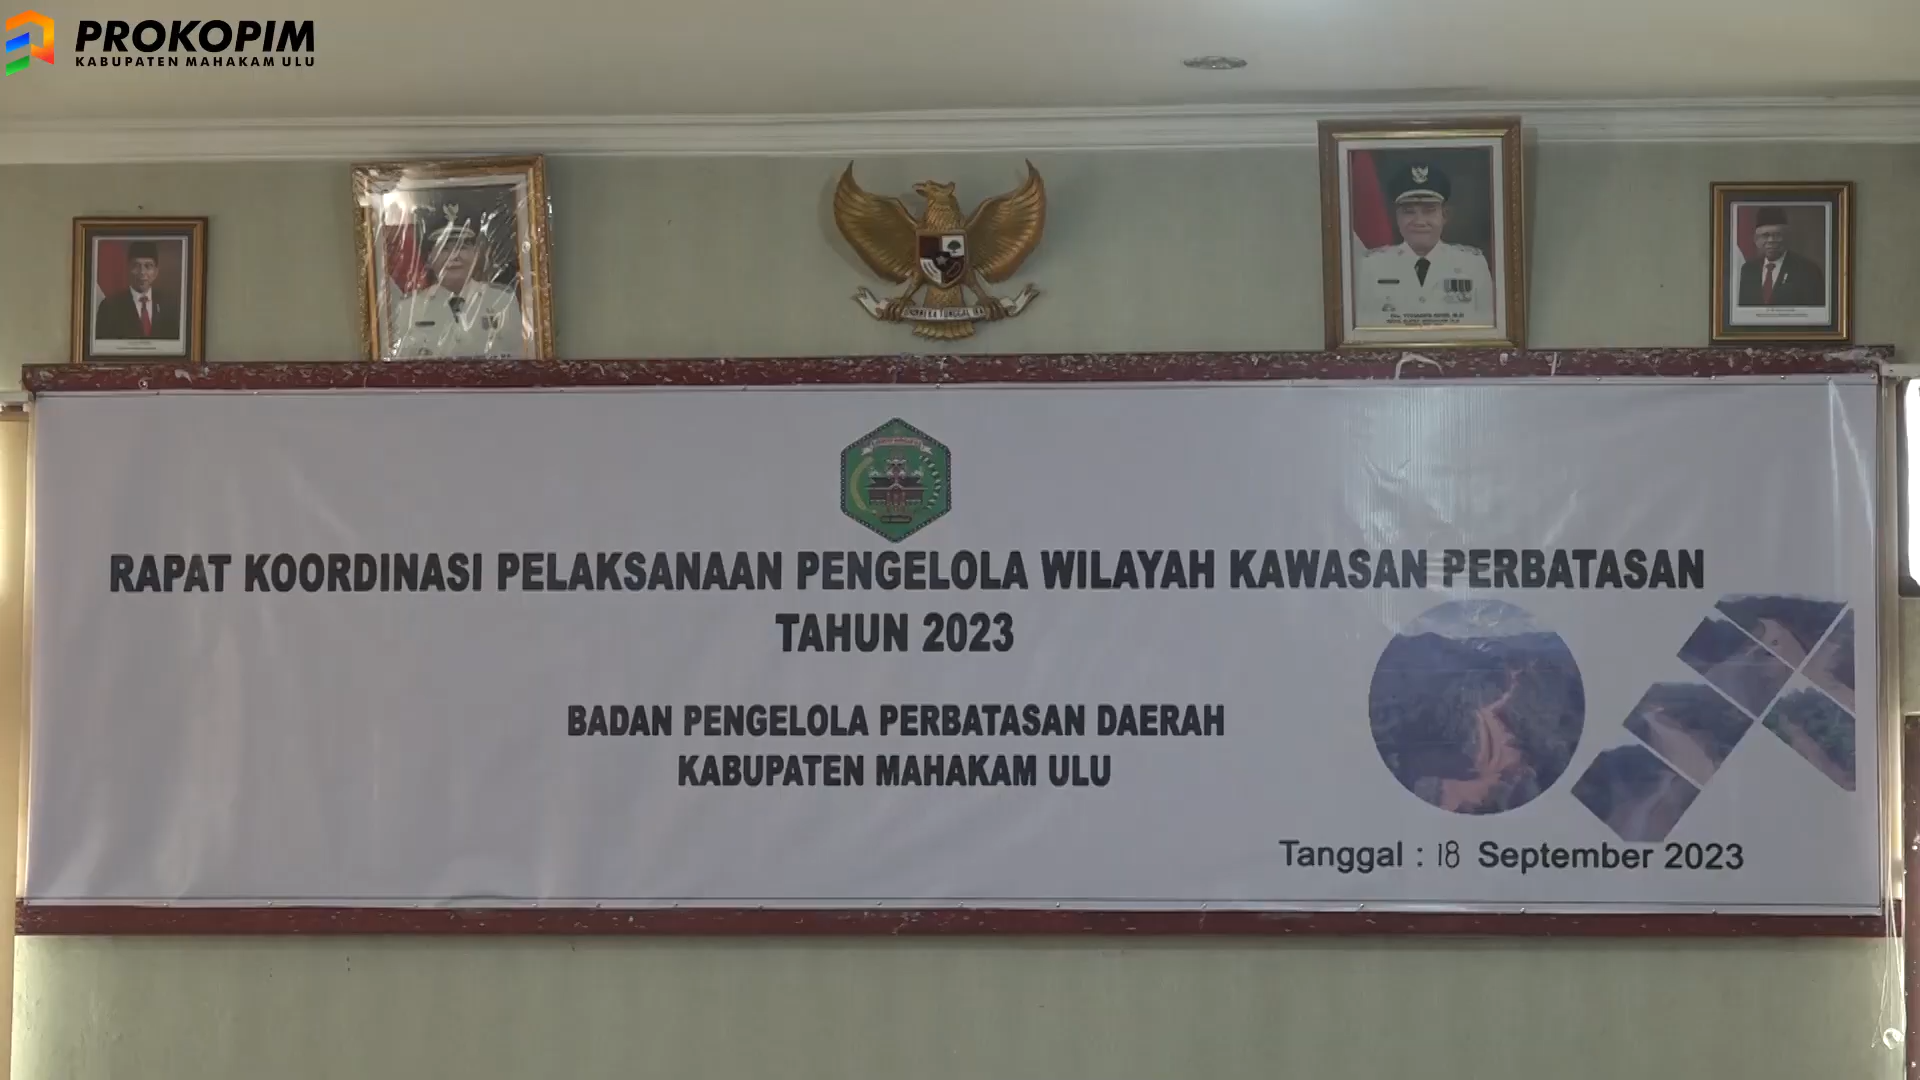 PROKOPIM
KABUPATEN MAHAKAM ULU
RAPAT KOORDINASI PELAKSANAAN PENGELOLA WILAYAH KAWASAN PERBATASAN
TAHUN 2023
BADAN PENGELOLA PERBATASAN DAERAH
KABUPATEN MAHAKAM ULU
Tanggal : 18 September 2023